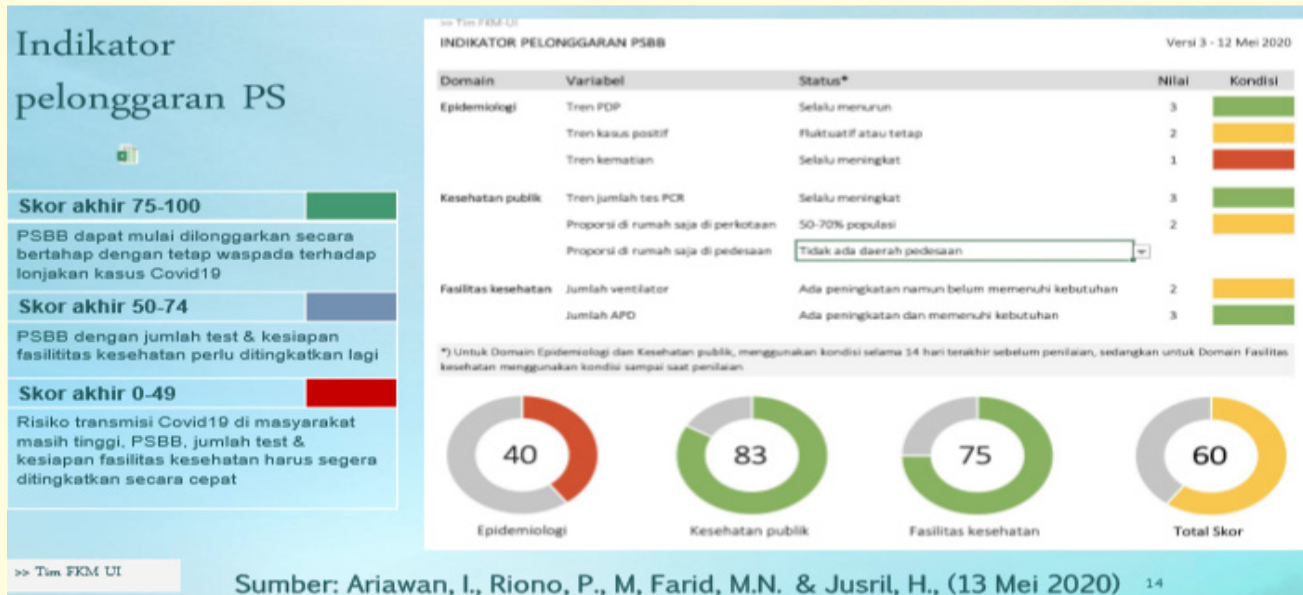 Indikator
pelonggaran PS
Skor akhir 75-100
PSBB dapat mulai dilonggarkan secara
bertahap dengan tetap waspada terhadap
lonjakan kasus Covid19
Skor akhir 50-74
PSBB dengan jumlah test & kesiapan
fasilititas kesehatan perlu ditingkatkan lagi
Skor akhir 0-49
Risiko transmisi Covid19 di masyarakat
masih tinggi, PSBB, jumlah test &
kesiapan fasilitas kesehatan harus segera
ditingkatkan secara cepat
>> Tim FKM UI
>> Tim FKM-UI
INDIKATOR PELONGGARAN PSBB Versi 3 - 12 Mei 2020
Domain Variabel Status* Nilai Kondisi
Epidemiologi Tren PDP Selalu menurun 3
Tren kasus positif Fluktuatif atau tetap 2
Tren kematian Selalu meningkat 1
Kesehatan publik Tren jumlah tes PCR Selalu meningkat 3
Proporsi di rumah saja di perkotaan 50-70% populasi 2
Proporsi di rumah saja di pedesaan Tidak ada daerah pedesaan
Fasilitas kesehatan Jumlah ventilator Ada peningkatan namun belum memenuhi kebutuhan 2
Jumlah APD Ada peningkatan dan memenuhi kebutuhan 3
*) Untuk Domain Epidemiologi dan Kesehatan publik, menggunakan kondisi selama 14 hari terakhir sebelum penilaian, sedangkan untuk Domain Fasilitas
kesehatan menggunakan kondisi sampai saat penilaian
40 83 75 60
Epidemiologi Kesehatan publik Fasilitas kesehatan Total Skor
Sumber: Ariawan, I., Riono, P., M, Farid, M.N. & Jusril, H., (13 Mei 2020) 14